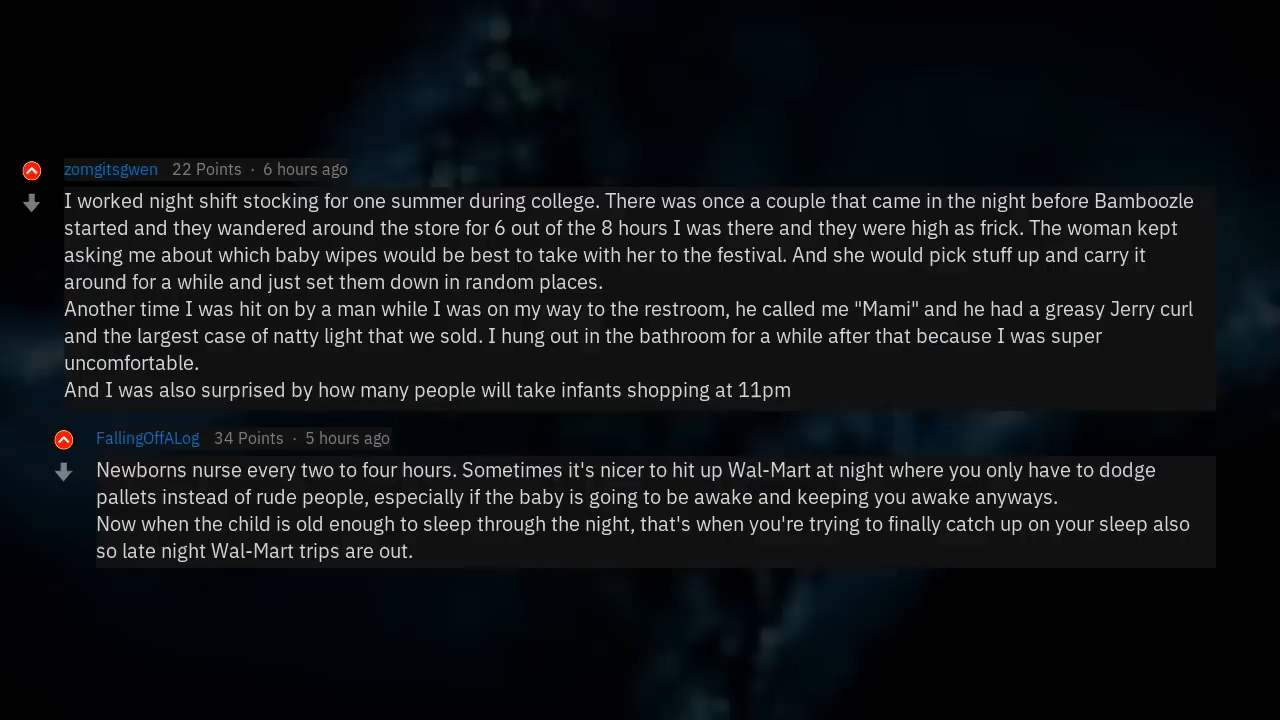 zomgitsgwen 22 Points · 6 hours ago
I worked night shift stocking for one summer during college. There was once a couple that came in the night before Bamboozle
started and they wandered around the store for 6 out of the 8 hours I was there and they were high as frick. The woman kept
asking me about which baby wipes would be best to take with her to the festival. And she would pick stuff up and carry it
around for a while and just set them down in random places.
Another time I was hit on by a man while I was on my way to the restroom, he called me "Mami" and he had a greasy Jerry curl
and the largest case of natty light that we sold. I hung out in the bathroom for a while after that because I was super
uncomfortable.
And I was also surprised by how many people will take infants shopping at 11pm
FallingOffALog 34 Points · 5 hours ago
Newborns nurse every two to four hours. Sometimes it's nicer to hit up Wal-Mart at night where you only have to dodge
pallets instead of rude people, especially if the baby is going to be awake and keeping you awake anyways.
Now when the child is old enough to sleep through the night, that's when you're trying to finally catch up on your sleep also
so late night Wal-Mart trips are out.